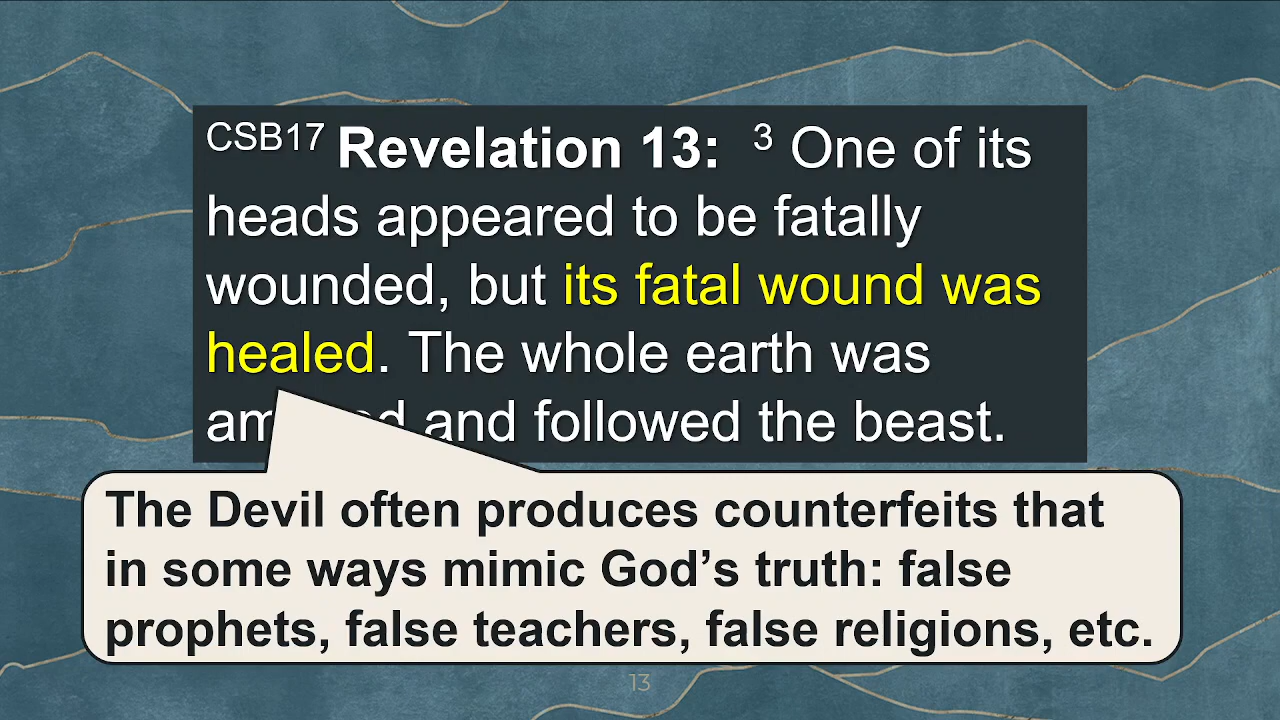 CSB17 Revelation 13: 3 One of its
heads appeared to be fatally
wounded, but its fatal wound was
healed. The whole earth was
and followed the beast.
The Devil often produces counterfeits that
in some ways mimic God’s truth: false
prophets, false teachers, false religions, etc.
13